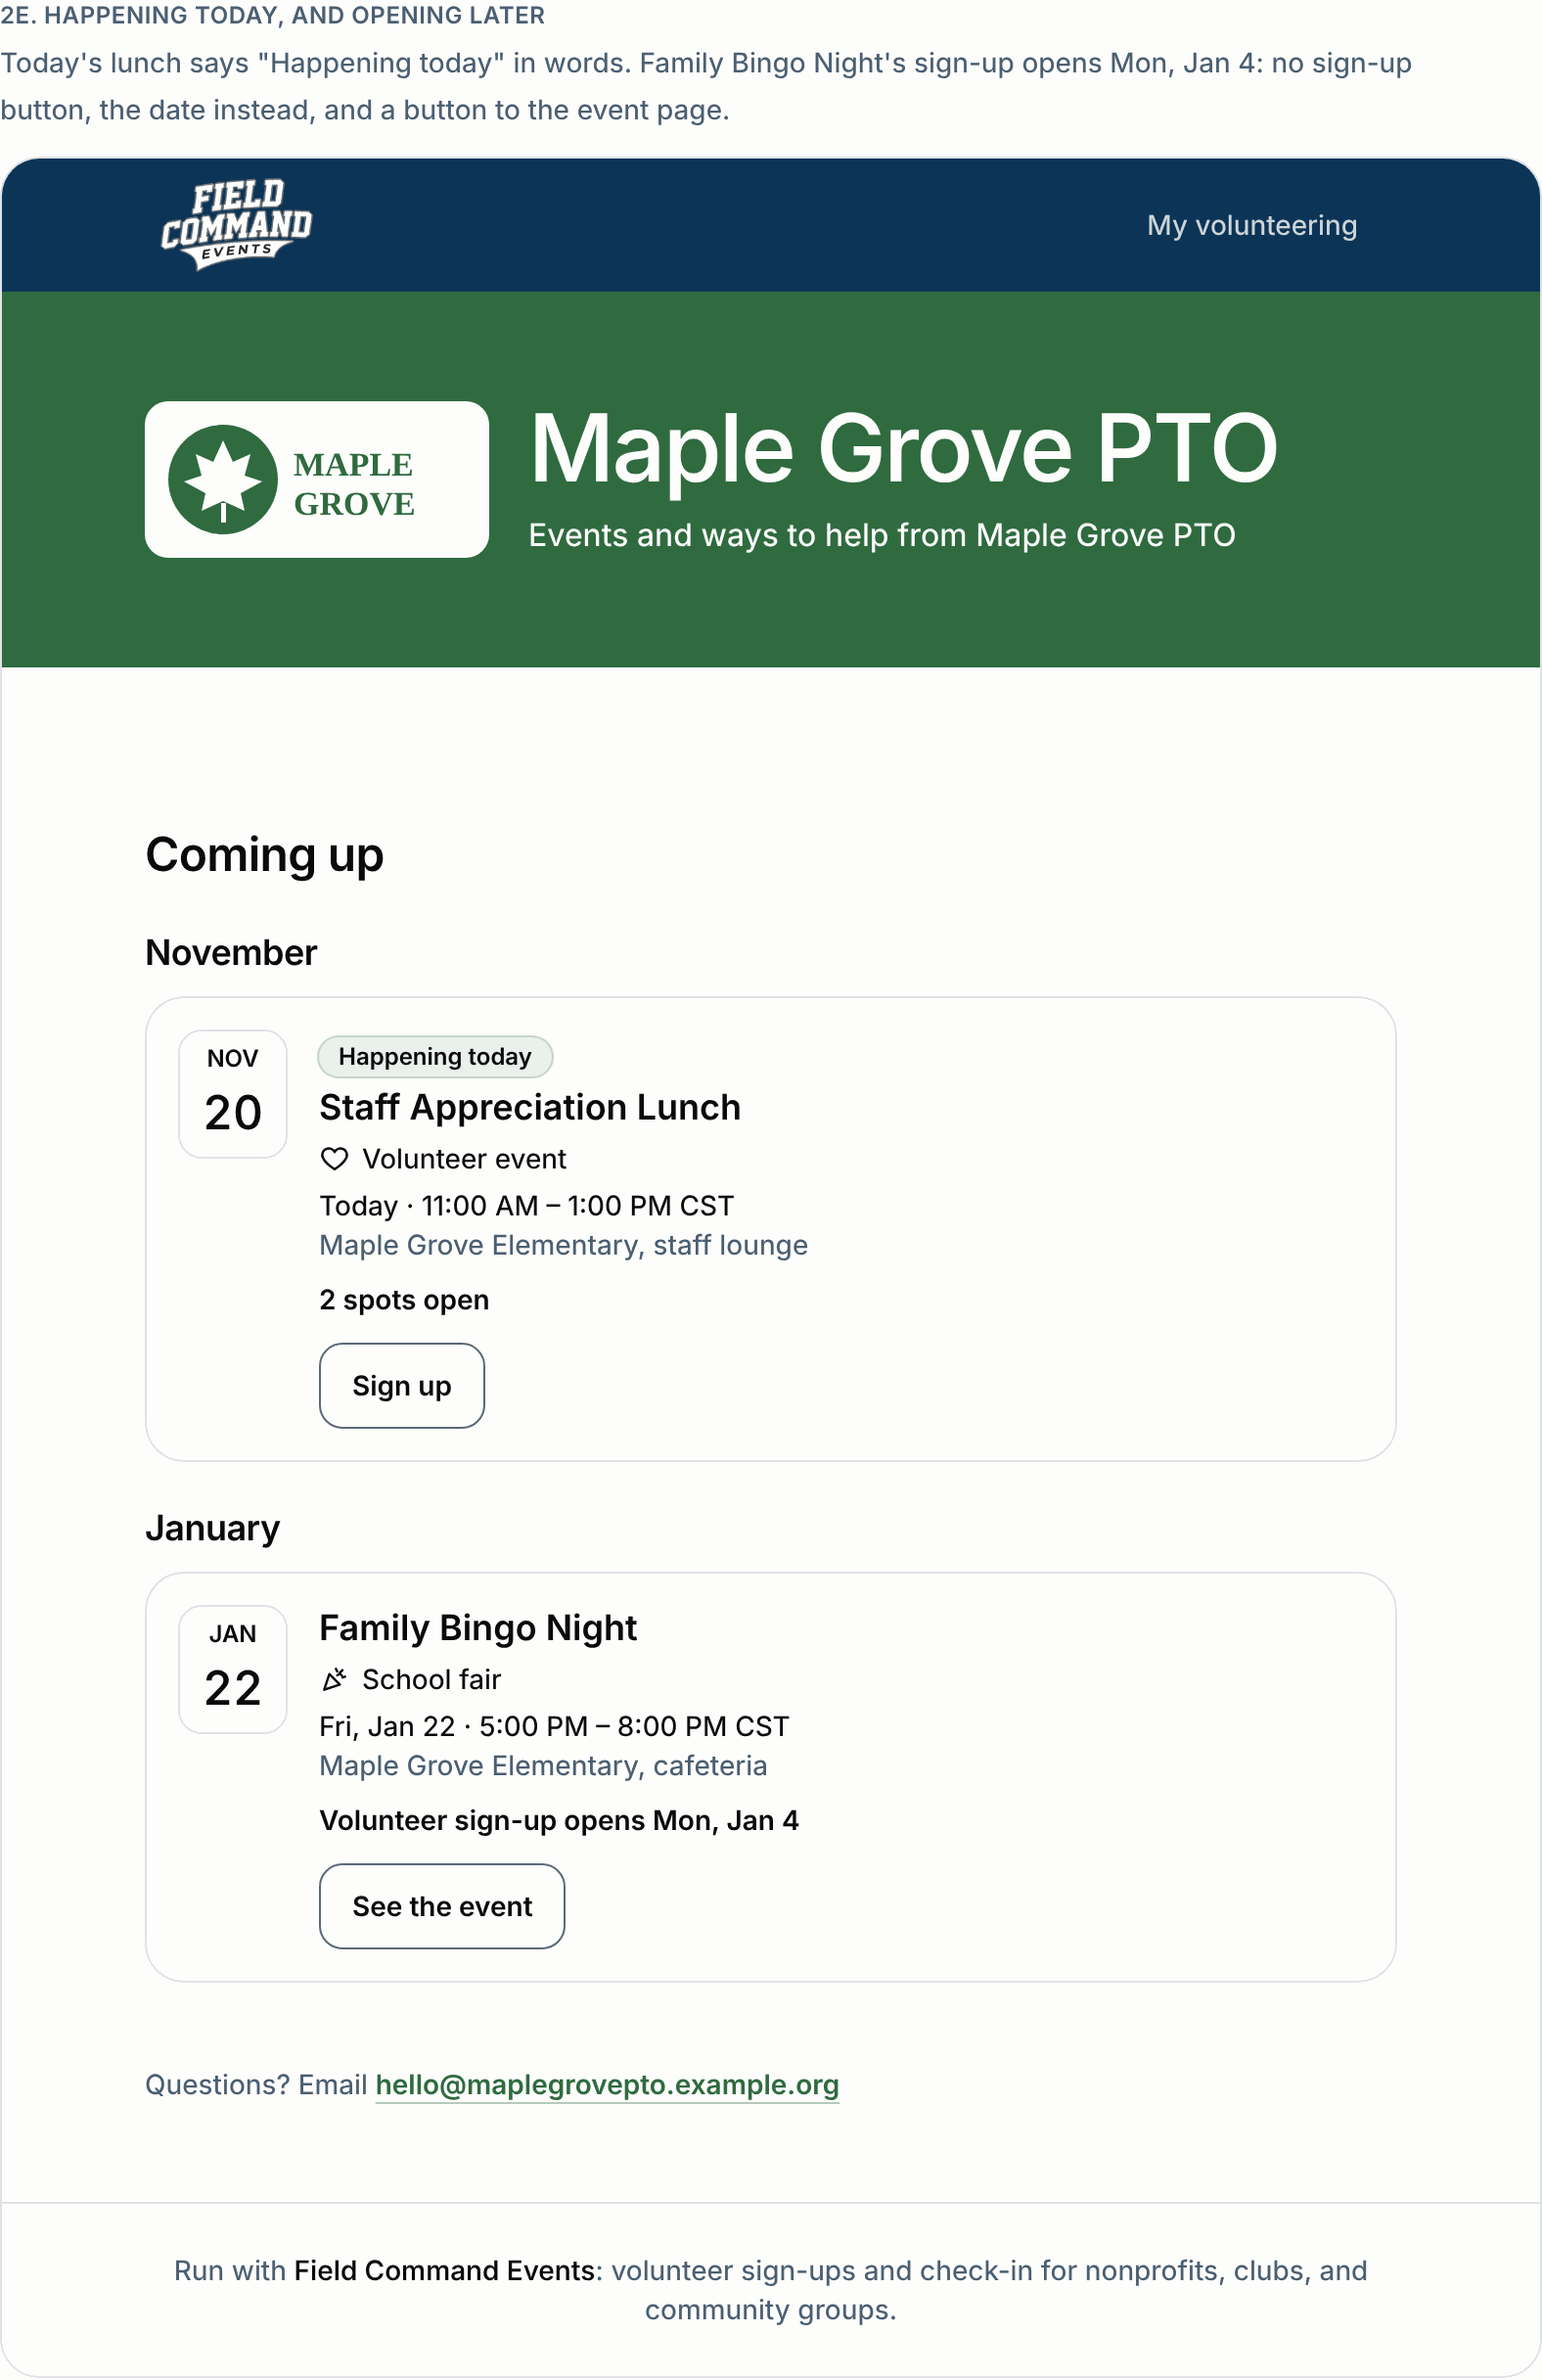 2E. HAPPENING TODAY, AND OPENING LATER
Today's lunch says "Happening today" in words. Family Bingo Night's sign-up opens Mon, Jan 4: no sign-up
button, the date instead, and a button to the event page.
FIELD
COMMAND
EVENTS
My volunteering
MAPLE
GROVE
Maple Grove PTO
Events and ways to help from Maple Grove PTO
Coming up
November
NOV
20
Happening today
Staff Appreciation Lunch
Volunteer event
Today · 11:00 AM – 1:00 PM CST
Maple Grove Elementary, staff lounge
2 spots open
Sign up
January
JAN
22
Family Bingo Night
School fair
Fri, Jan 22 · 5:00 PM – 8:00 PM CST
Maple Grove Elementary, cafeteria
Volunteer sign-up opens Mon, Jan 4
See the event
Questions? Email hello@maplegrovepto.example.org
Run with Field Command Events: volunteer sign-ups and check-in for nonprofits, clubs, and
community groups.